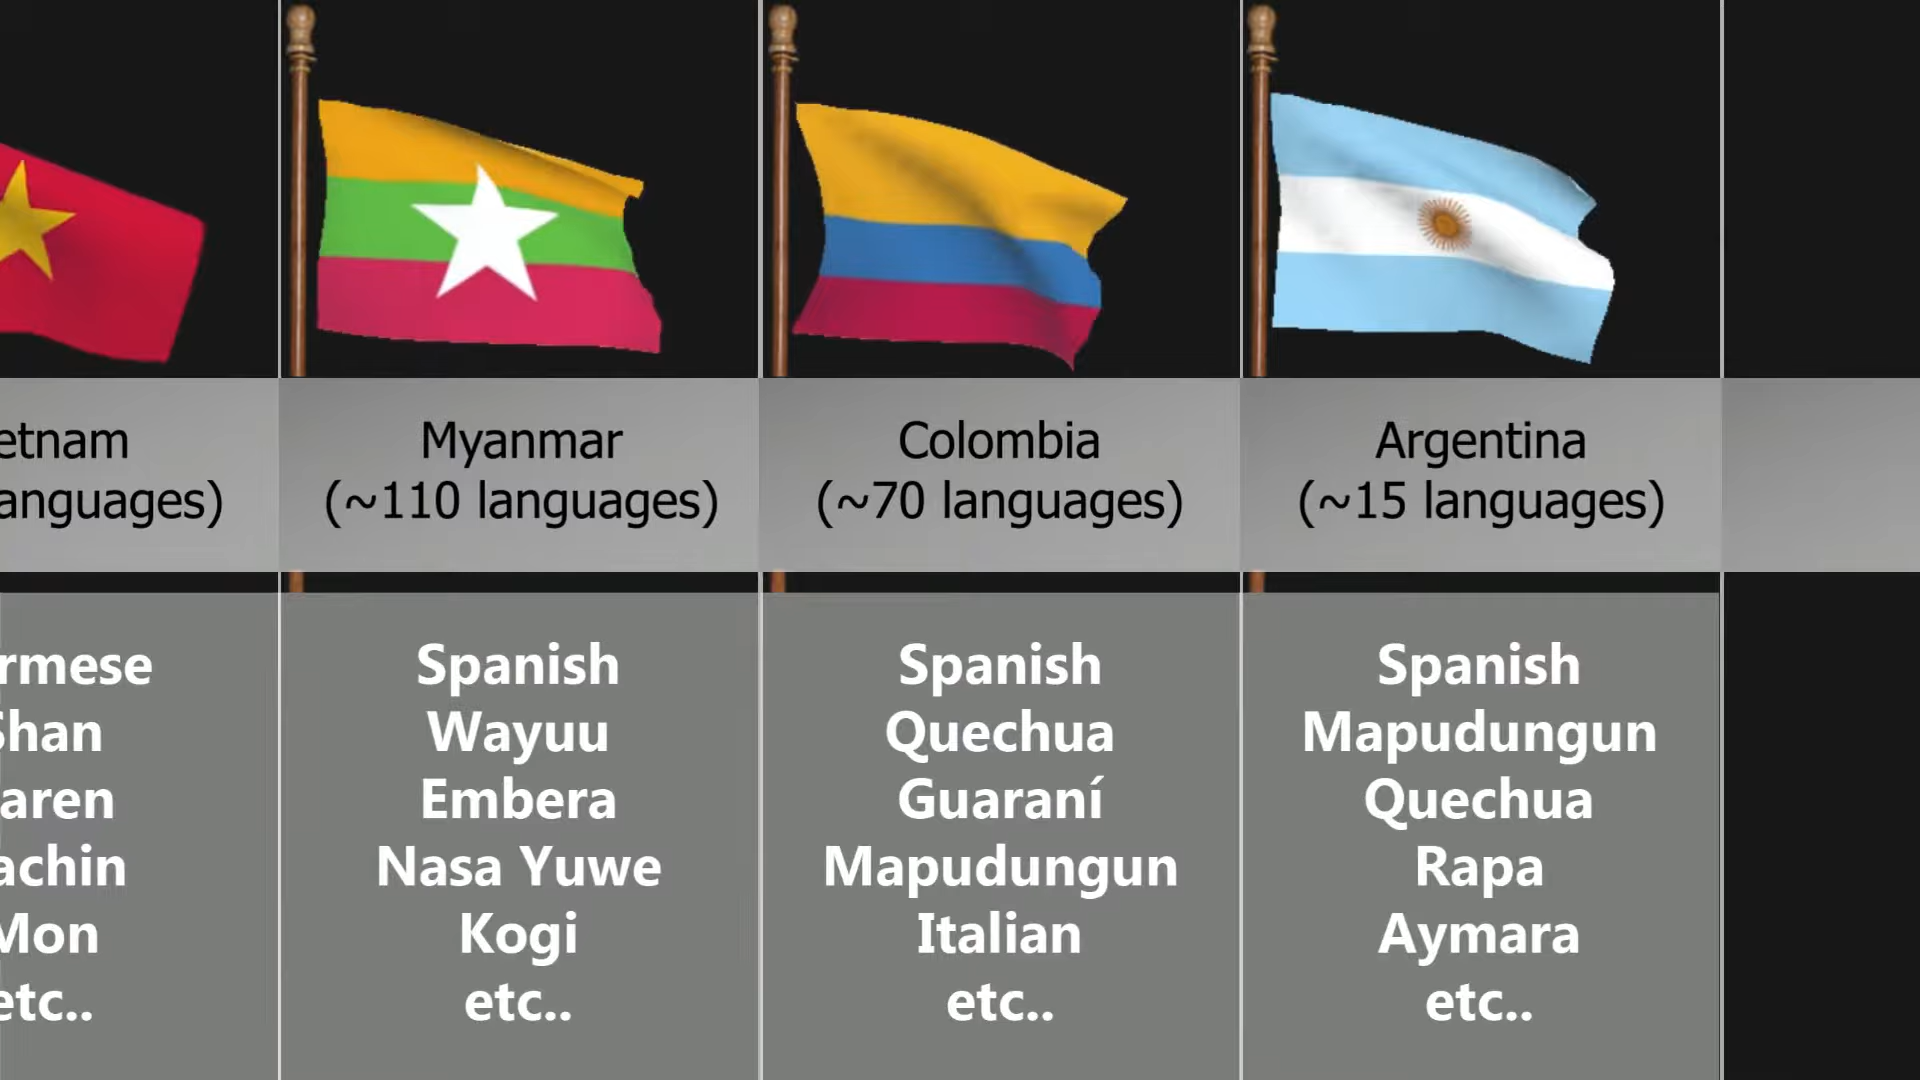 etnam
anguages)
rmese
Shan
aren
achin
Mon
etc..
Myanmar
(~110 languages)
Spanish
Wayuu
Embera
Nasa Yuwe
Kogi
etc..
Colombia
(~70 languages)
Spanish
Quechua
Guaraní
Mapudungun
Italian
etc..
Argentina
(~15 languages)
Spanish
Mapudungun
Quechua
Rapa
Aymara
etc..